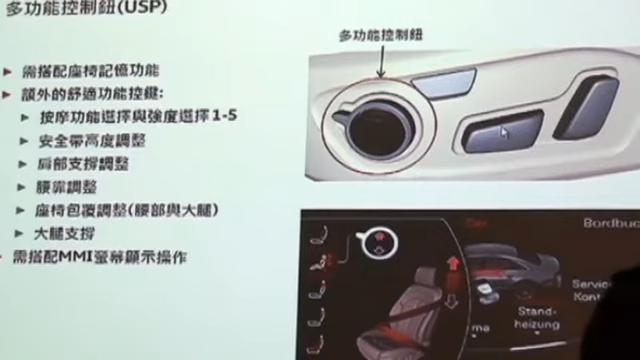 多功能控制鈕(USP)
需搭配座椅記憶功能
額外的舒適功能控鍵:
按摩功能選擇與強度選擇 1-5
安全帶高度調整
肩部支撐調整
腰靠調整
座椅包覆調整(腰部與大腿)
大腿支撐
需搭配MMI螢幕顯示操作
多功能控制鈕
Car
Bordbuc
Service
Kont
Stand-
heizung